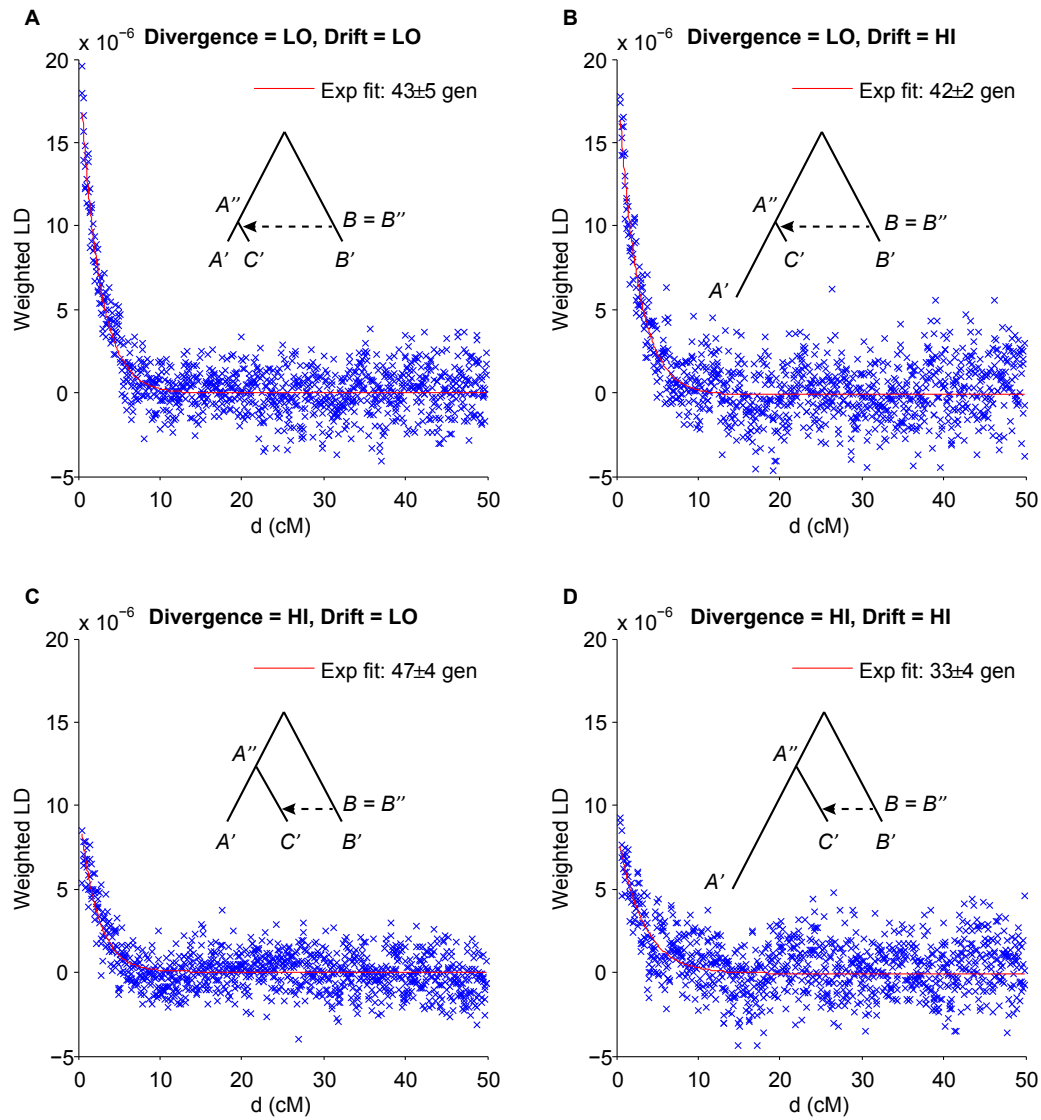 A
x 10⁻⁶
Divergence = LO, Drift = LO
20
15
10
5
0
−5
Weighted LD
Exp fit: 43±5 gen
A''
B = B''
A' C' B'
0 10 20 30 40 50
d (cM)
B
x 10⁻⁶
Divergence = LO, Drift = HI
20
15
10
5
0
−5
Weighted LD
Exp fit: 42±2 gen
A''
B = B''
C' B'
A'
0 10 20 30 40 50
d (cM)
C
x 10⁻⁶
Divergence = HI, Drift = LO
20
15
10
5
0
−5
Weighted LD
Exp fit: 47±4 gen
A''
B = B''
A' C' B'
0 10 20 30 40 50
d (cM)
D
x 10⁻⁶
Divergence = HI, Drift = HI
20
15
10
5
0
−5
Weighted LD
Exp fit: 33±4 gen
A''
B = B''
C' B'
A'
0 10 20 30 40 50
d (cM)